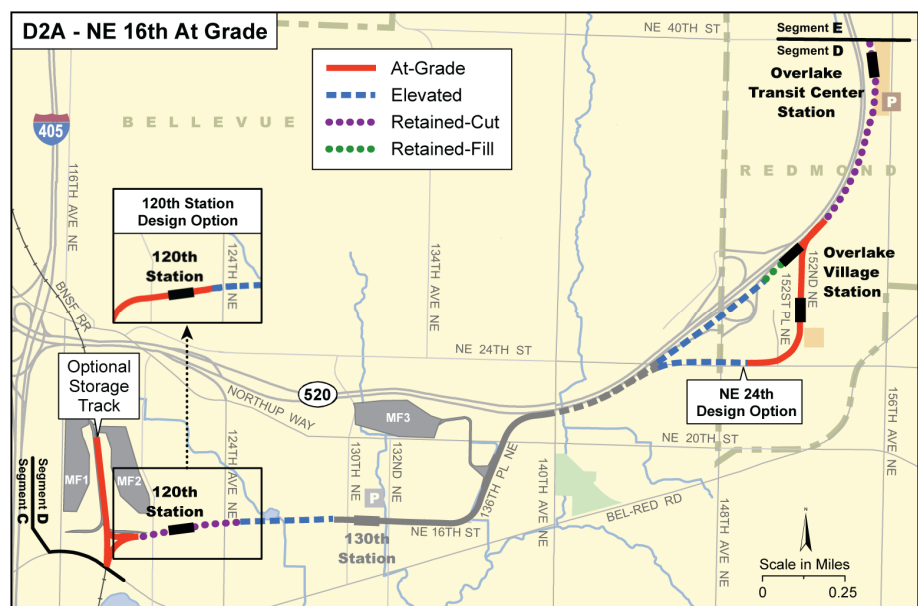 D2A - NE 16th At Grade
At-Grade
Elevated
Retained-Cut
Retained-Fill
NE 40TH ST
Segment E
Segment D
Overlake
Transit Center
Station
P
405
BELLEVUE
REDMOND
116TH AVE NE
120th Station
Design Option
120th
Station
124TH NE
134TH AVE NE
BNSF RR
Overlake
Village
Station
152ND NE
152ST PL NE
NE 24TH ST
Optional
Storage
Track
520
NORTHUP WAY
NE 24th
Design Option
156TH AVE NE
MF3
NE 20TH ST
MF1
MF2
124TH AVE NE
130TH NE
132ND NE
136TH PL NE
140TH AVE NE
148TH AVE NE
BEL-RED RD
Segment D
Segment C
120th
Station
P
NE 16TH ST
130th
Station
N
Scale in Miles
0 0.25